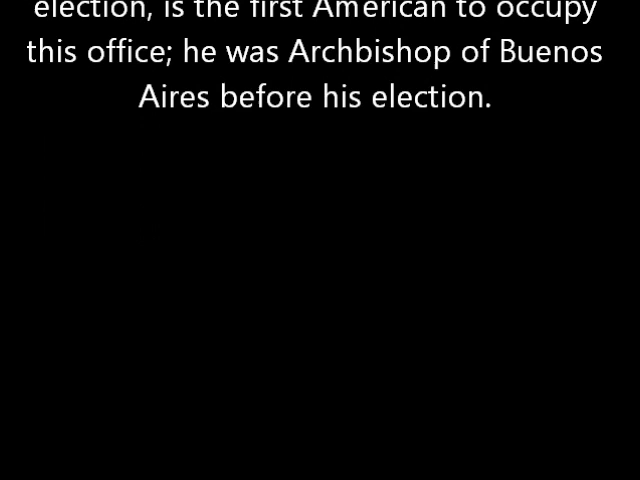 election, is the first American to occupy
this office; he was Archbishop of Buenos
Aires before his election.